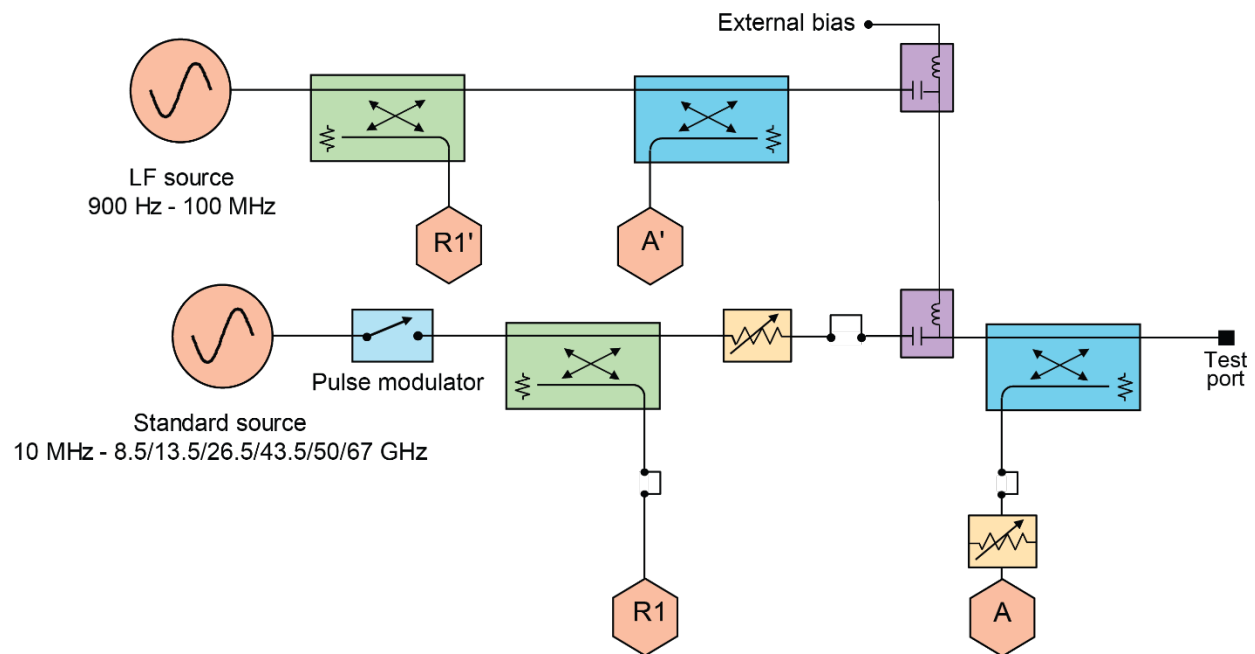 External bias
LF source
900 Hz - 100 MHz
R1'
A'
Pulse modulator
Test
port
Standard source
10 MHz - 8.5/13.5/26.5/43.5/50/67 GHz
R1
A